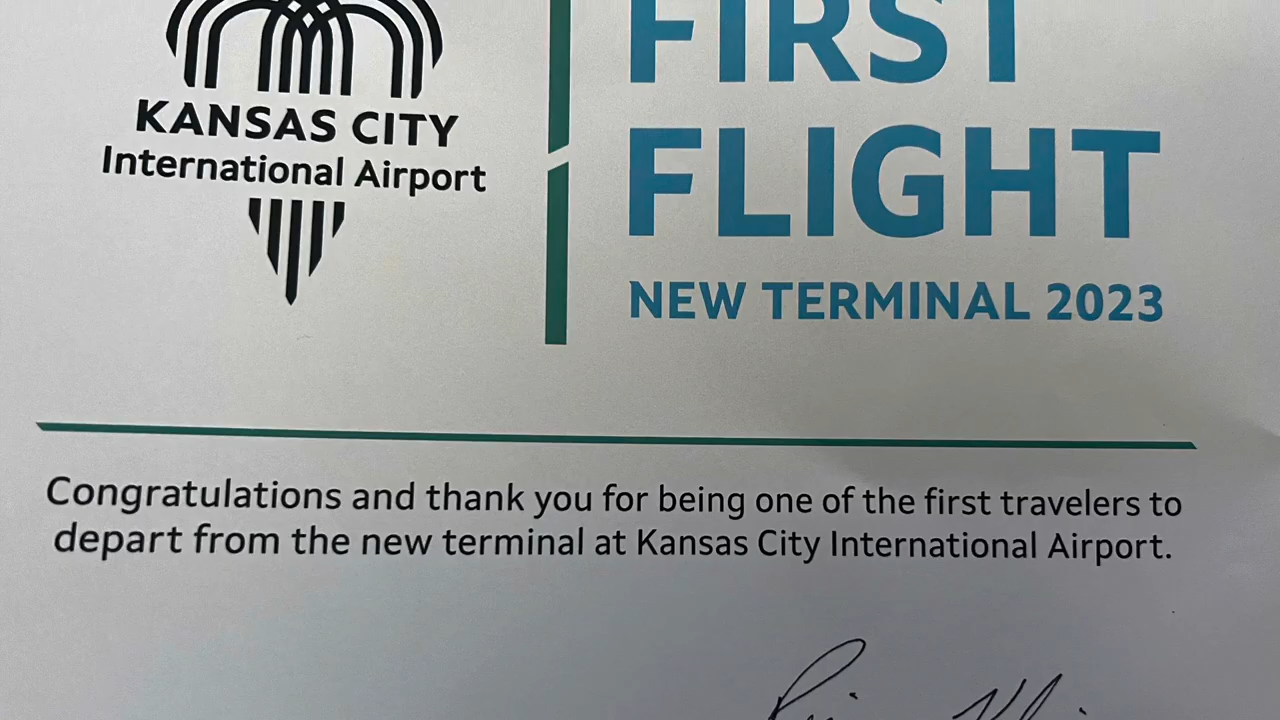 KANSAS CITY
International Airport
FIRST
FLIGHT
NEW TERMINAL 2023
Congratulations and thank you for being one of the first travelers to
depart from the new terminal at Kansas City International Airport.